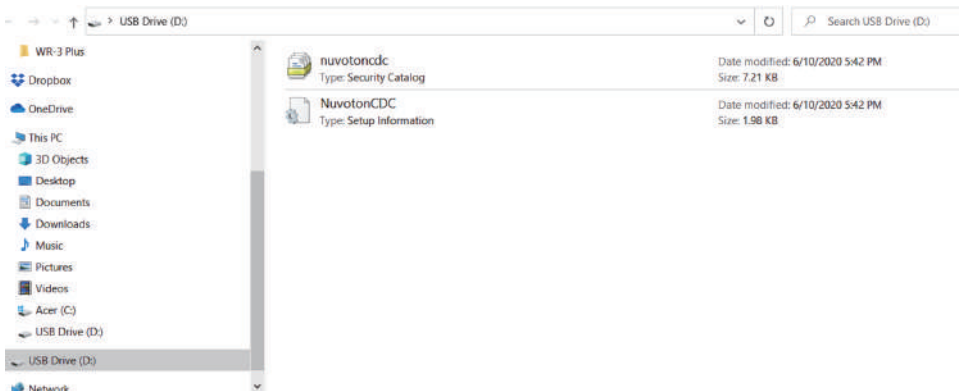 > USB Drive (D:)
Search USB Drive (D:)
WR-3 Plus
Dropbox
OneDrive
This PC
3D Objects
Desktop
Documents
Downloads
Music
Pictures
Videos
Acer (C:)
USB Drive (D:)
USB Drive (D:)
Network
nuvotoncdc
Type: Security Catalog
Date modified: 6/10/2020 5:42 PM
Size: 7.21 KB
NuvotonCDC
Type: Setup Information
Date modified: 6/10/2020 5:42 PM
Size: 1.98 KB